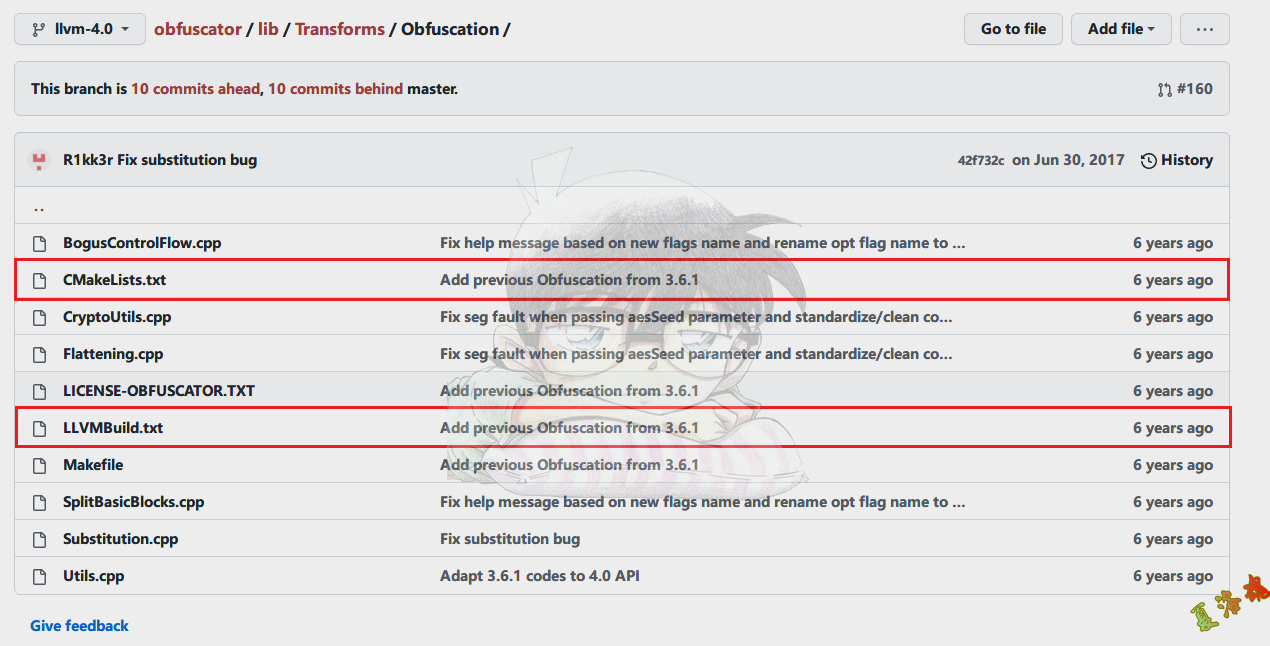 llvm-4.0 obfuscator / lib / Transforms / Obfuscation / Go to file Add file ...
This branch is 10 commits ahead, 10 commits behind master. #160
R1kk3r Fix substitution bug 42f732c on Jun 30, 2017 History
..
BogusControlFlow.cpp Fix help message based on new flags name and rename opt flag name to ... 6 years ago
CMakeLists.txt Add previous Obfuscation from 3.6.1 6 years ago
CryptoUtils.cpp Fix seg fault when passing aesSeed parameter and standardize/clean co... 6 years ago
Flattening.cpp Fix seg fault when passing aesSeed parameter and standardize/clean co... 6 years ago
LICENSE-OBFUSCATOR.TXT Add previous Obfuscation from 3.6.1 6 years ago
LLVMBuild.txt Add previous Obfuscation from 3.6.1 6 years ago
Makefile Add previous Obfuscation from 3.6.1 6 years ago
SplitBasicBlocks.cpp Fix help message based on new flags name and rename opt flag name to ... 6 years ago
Substitution.cpp Fix substitution bug 6 years ago
Utils.cpp Adapt 3.6.1 codes to 4.0 API 6 years ago
Give feedback